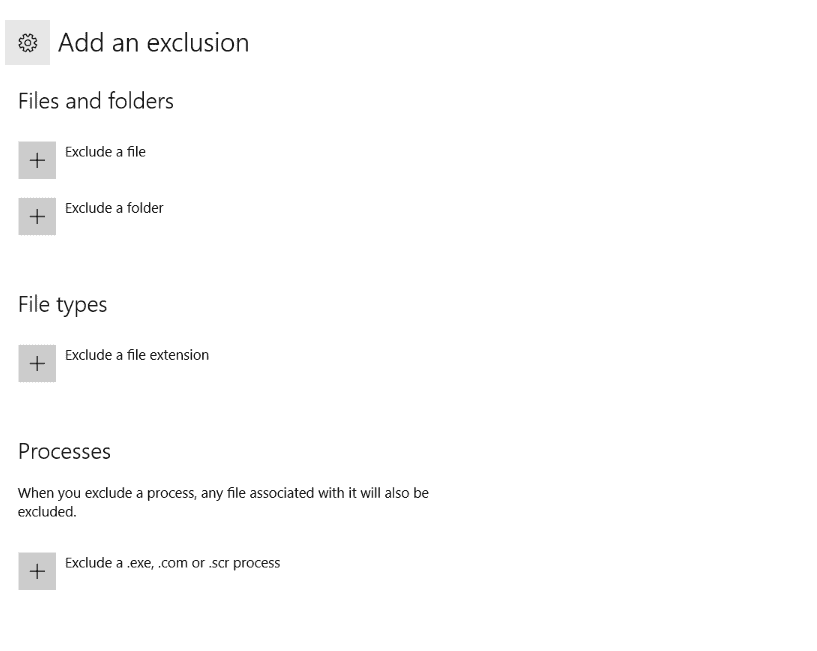 Add an exclusion
Files and folders
Exclude a file
Exclude a folder
File types
Exclude a file extension
Processes
When you exclude a process, any file associated with it will also be
excluded.
Exclude a .exe, .com or .scr process